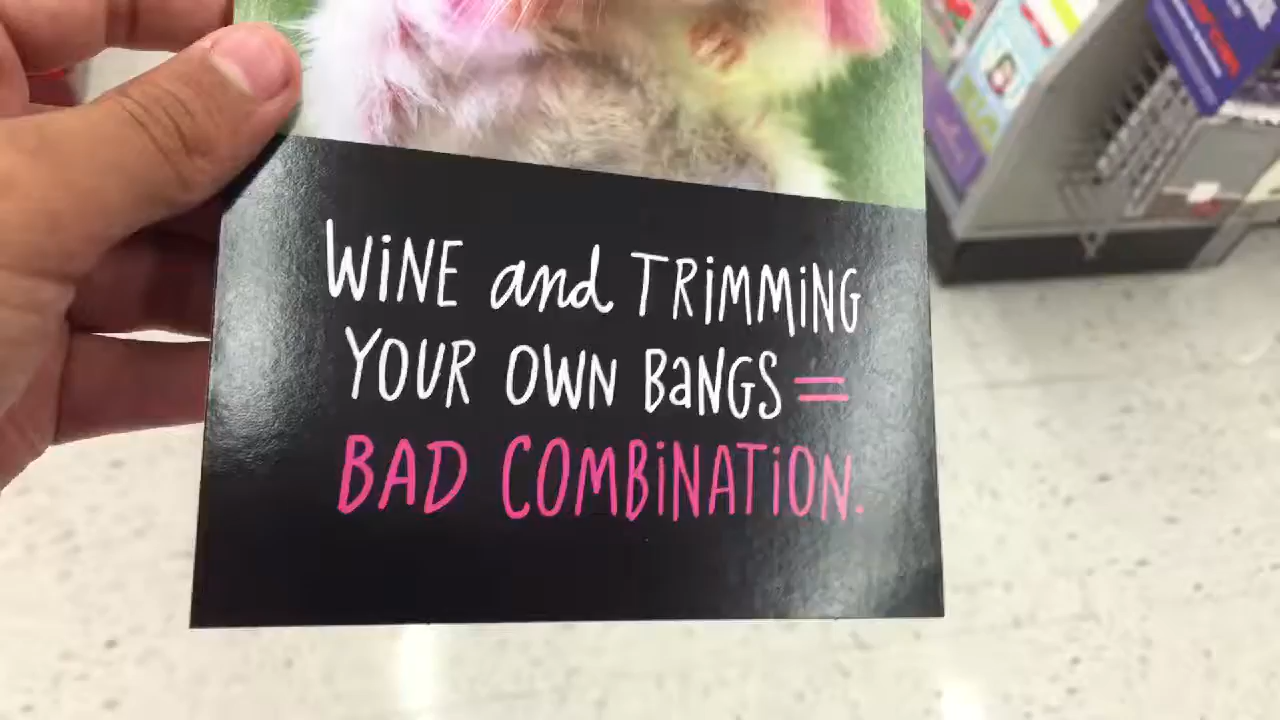 WiNE and TRiMMiNG
YOUR OWN BaNGS =
BAD COMBiNATiON.